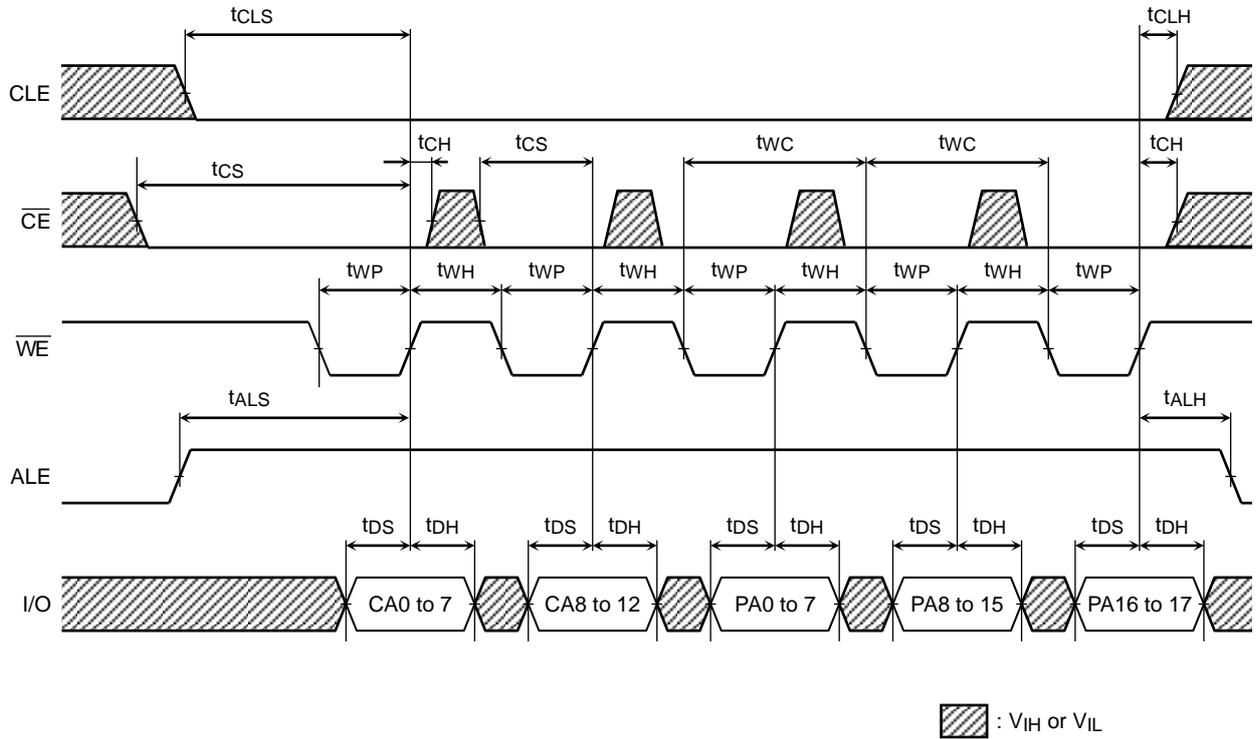 tCLS tCLH
CLE
tCH tCS tWC tWC tCH
tCS
CE
tWP tWH tWP tWH tWP tWH tWP tWH tWP
WE
tALS tALH
ALE
tDS tDH tDS tDH tDS tDH tDS tDH tDS tDH
I/O CA0 to 7 CA8 to 12 PA0 to 7 PA8 to 15 PA16 to 17
: VIH or VIL